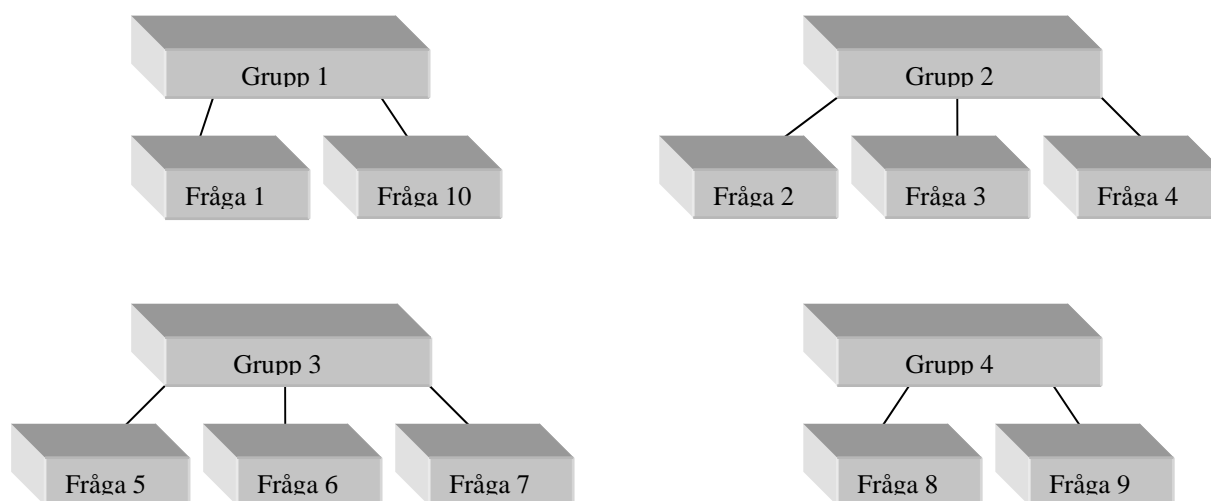 Grupp 1
Grupp 2
Fråga 1
Fråga 10
Fråga 2
Fråga 3
Fråga 4
Grupp 3
Grupp 4
Fråga 5
Fråga 6
Fråga 7
Fråga 8
Fråga 9